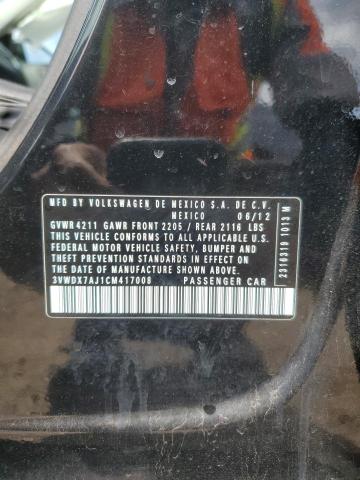 MFD BY VOLKSWAGEN DE MEXICO S.A. DE C.V.
MEXICO 06/12
GVWR 4211 GAWR FRONT 2205 / REAR 2116 LBS
THIS VEHICLE CONFORMS TO ALL APPLICABLE U.S.
FEDERAL MOTOR VEHICLE SAFETY, BUMPER AND
THEFT PREVENTION STANDARDS IN EFFECT ON THE
DATE OF MANUFACTURE SHOWN ABOVE.
3VWDX7AJ1CM417008 PASSENGER CAR
2316319 1013 M